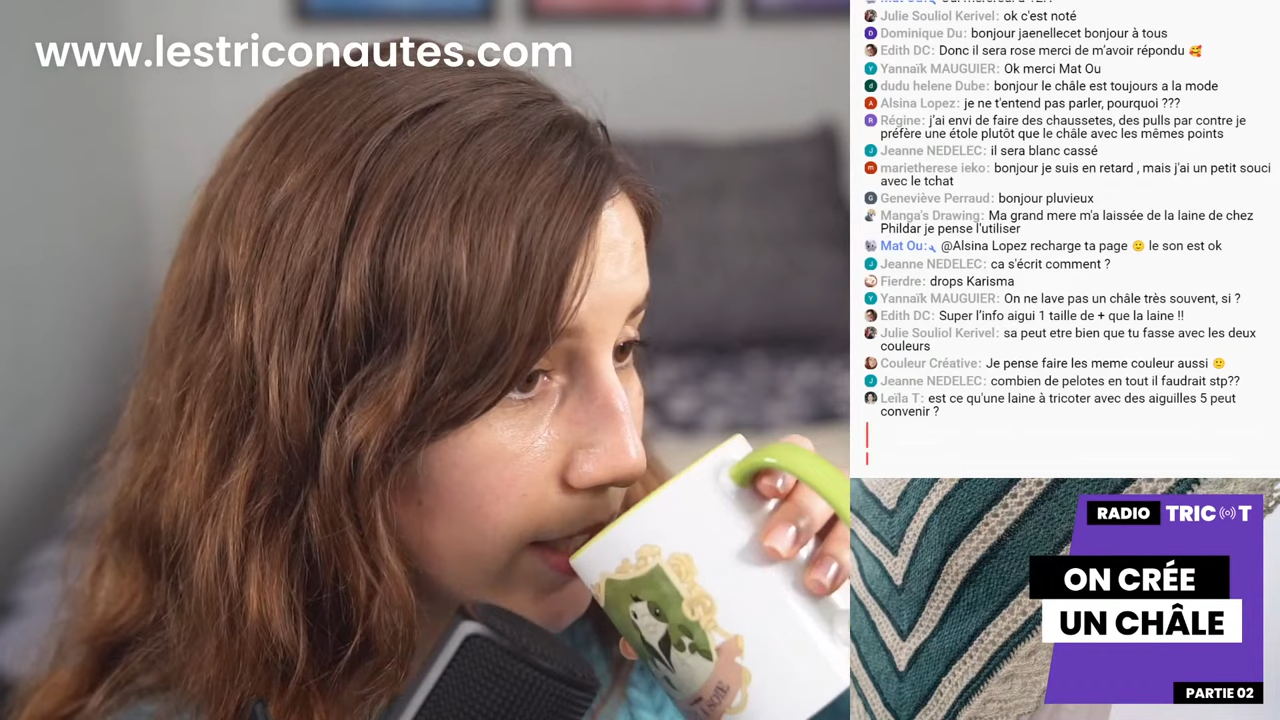 www.lestriconautes.com
Julie Souliol Kerivel: ok c'est noté
Dominique Du: bonjour jaenellecet bonjour à tous
Edith DC: Donc il sera rose merci de m'avoir répondu 🥰
Yannaïk MAUGUIER: Ok merci Mat Ou
dudu helene Dube: bonjour le châle est toujours a la mode
Alsina Lopez: je ne t'entend pas parler, pourquoi ???
Régine: j'ai envi de faire des chaussetes, des pulls par contre je
préfère une étole plutôt que le châle avec les mêmes points
Jeanne NEDELEC: il sera blanc cassé
marietherese ieko: bonjour je suis en retard , mais j'ai un petit souci
avec le tchat
Geneviève Perraud: bonjour pluvieux
Manga's Drawing: Ma grand mere m'a laissée de la laine de chez
Phildar je pense l'utiliser
Mat Ou: @Alsina Lopez recharge ta page 🙂 le son est ok
Jeanne NEDELEC: ca s'écrit comment ?
Fierdre: drops Karisma
Yannaïk MAUGUIER: On ne lave pas un châle très souvent, si ?
Edith DC: Super l'info aigui 1 taille de + que la laine !!
Julie Souliol Kerivel: sa peut etre bien que tu fasse avec les deux
couleurs
Couleur Créative: Je pense faire les meme couleur aussi 🙂
Jeanne NEDELEC: combien de pelotes en tout il faudrait stp??
Leïla T: est ce qu'une laine à tricoter avec des aiguilles 5 peut
convenir ?
RADIO TRICOT
ON CRÉE
UN CHÂLE
PARTIE 02